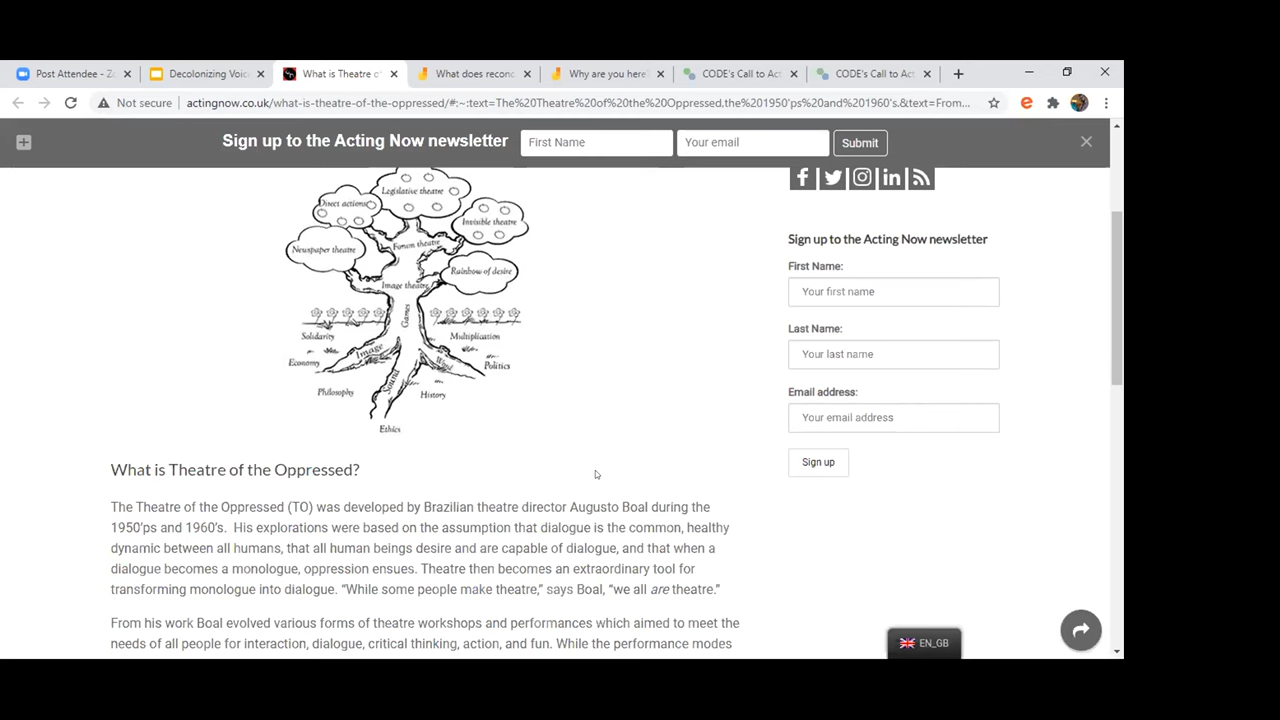 Post Attendee - Zo
Decolonizing Voic
What is Theatre of
What does recond
Why are you here?
CODE's Call to Act
CODE's Call to Act
Not secure
actingnow.co.uk/what-is-theatre-of-the-oppressed/#:~:text=The%20Theatre%20of%20the%20Oppressed,the%201950'ps%20and%201960's.&text=From...
Sign up to the Acting Now newsletter
First Name
Your email
Submit
Legislative theatre
Direct actions
Invisible theatre
Forum theatre
Newspaper theatre
Rainbow of desire
Image theatre
Games
Solidarity
Multiplication
Image
Word
Economy
Politics
Sound
Philosophy
History
Ethics
What is Theatre of the Oppressed?
The Theatre of the Oppressed (TO) was developed by Brazilian theatre director Augusto Boal during the
1950'ps and 1960's. His explorations were based on the assumption that dialogue is the common, healthy
dynamic between all humans, that all human beings desire and are capable of dialogue, and that when a
dialogue becomes a monologue, oppression ensues. Theatre then becomes an extraordinary tool for
transforming monologue into dialogue. “While some people make theatre,” says Boal, “we all are theatre.”
From his work Boal evolved various forms of theatre workshops and performances which aimed to meet the
needs of all people for interaction, dialogue, critical thinking, action, and fun. While the performance modes
Sign up to the Acting Now newsletter
First Name:
Your first name
Last Name:
Your last name
Email address:
Your email address
Sign up
EN_GB